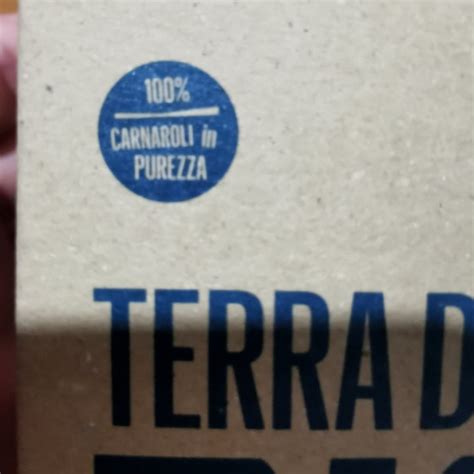 100%
CARNAROLI in
PUREZZA
TERRA D